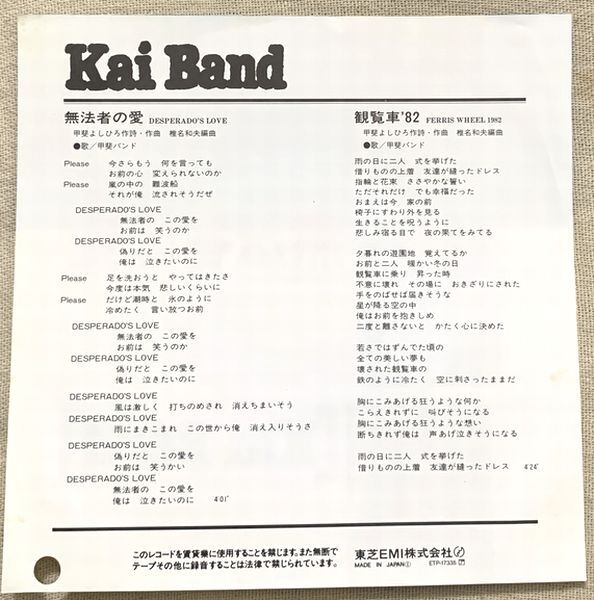 Kai Band
無法者の愛 DESPERADO'S LOVE
甲斐よしひろ作詩・作曲 椎名和夫編曲
●歌／甲斐バンド
Please 今さらもう 何を言っても
お前の心 変えられないのか
Please 嵐の中の 難波船
それが俺 流されそうだぜ
DESPERADO'S LOVE
無法者の この愛を
お前は 笑うのか
DESPERADO'S LOVE
偽りだと この愛を
俺は 泣きたいのに
Please 足を洗おうと やってはきたさ
今度は本気 悲しいくらいに
Please だけど潮時と 氷のように
冷めたく 言い放つお前
DESPERADO'S LOVE
無法者の この愛を
お前は 笑うのか
DESPERADO'S LOVE
偽りだと この愛を
俺は 泣きたいのに
DESPERADO'S LOVE
風は激しく 打ちのめされ 消えちまいそう
DESPERADO'S LOVE
雨にまきこまれ この世から俺 消え入りそうさ
DESPERADO'S LOVE
偽りだと この愛を
お前は 笑うかい
DESPERADO'S LOVE
無法者の この愛を
俺は 泣きたいのに 4'01"
観覧車'82 FERRIS WHEEL 1982
甲斐よしひろ作詩・作曲 椎名和夫編曲
●歌／甲斐バンド
雨の日に二人 式を挙げた
借りものの上着 友達が縫ったドレス
指輪と花束 ささやかな誓い
ただそれだけ でも幸福だった
おまえは今 家の前
椅子にすわり外を見る
生きることを呪うように
悲しみ宿る目で 夜の果てをみてる
夕暮れの遊園地 覚えてるか
お前と二人 暖かい冬の日
観覧車に乗り 昇った時
不意に壊れ その場に おきざりにされた
手をのばせば届きそうな
星が降る空の中
俺はお前を抱きしめ
二度と離さないと かたく心に決めた
若さではずんでた頃の
全ての美しい夢も
壊された観覧車の
鉄のように冷たく 空に刺さったままだ
胸にこみあげる狂うような何か
こらえきれずに 叫びそうになる
胸にこみあげる狂うような想い
断ちきれず俺は 声あげ泣きそうになる
雨の日に二人 式を挙げた
借りものの上着 友達が縫ったドレス 4'24"
このレコードを賃貸業に使用することを禁じます。また無断で
テープその他に録音することは法律で禁じられています。
東芝EMI株式会社
MADE IN JAPAN ETP-17335